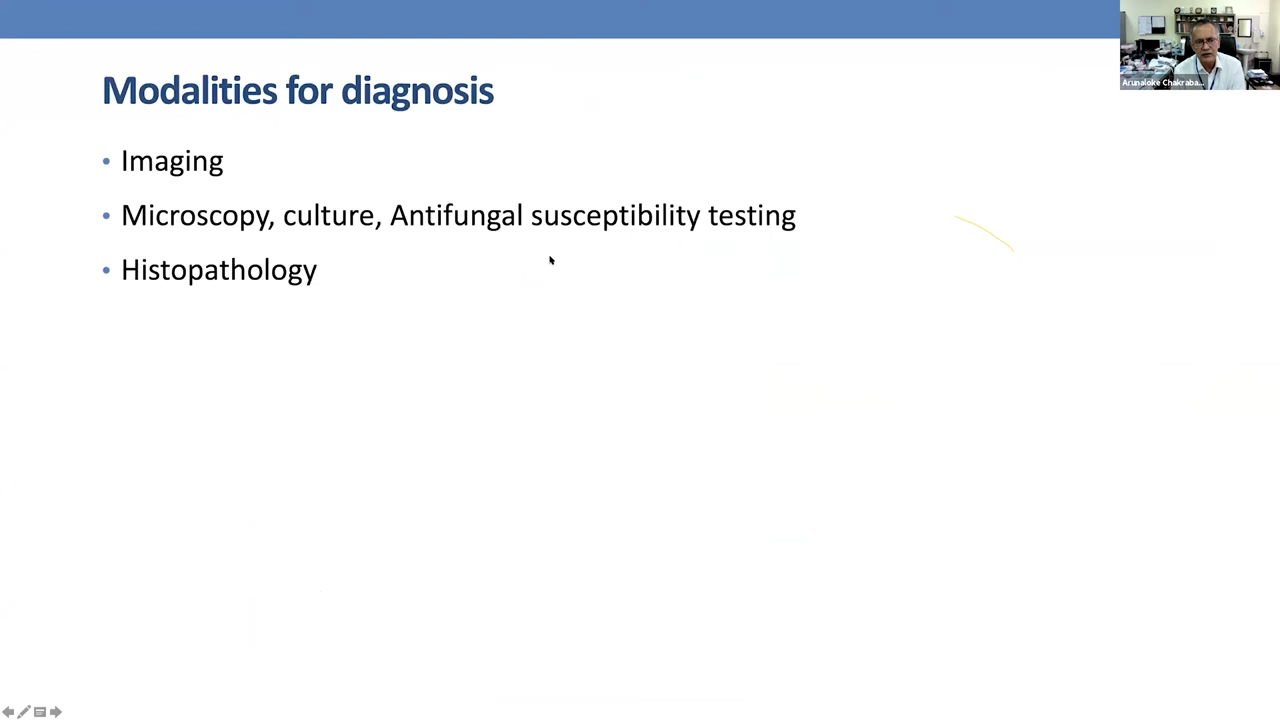 Modalities for diagnosis
• Imaging
• Microscopy, culture, Antifungal susceptibility testing
• Histopathology
Arunaloke Chakraba...